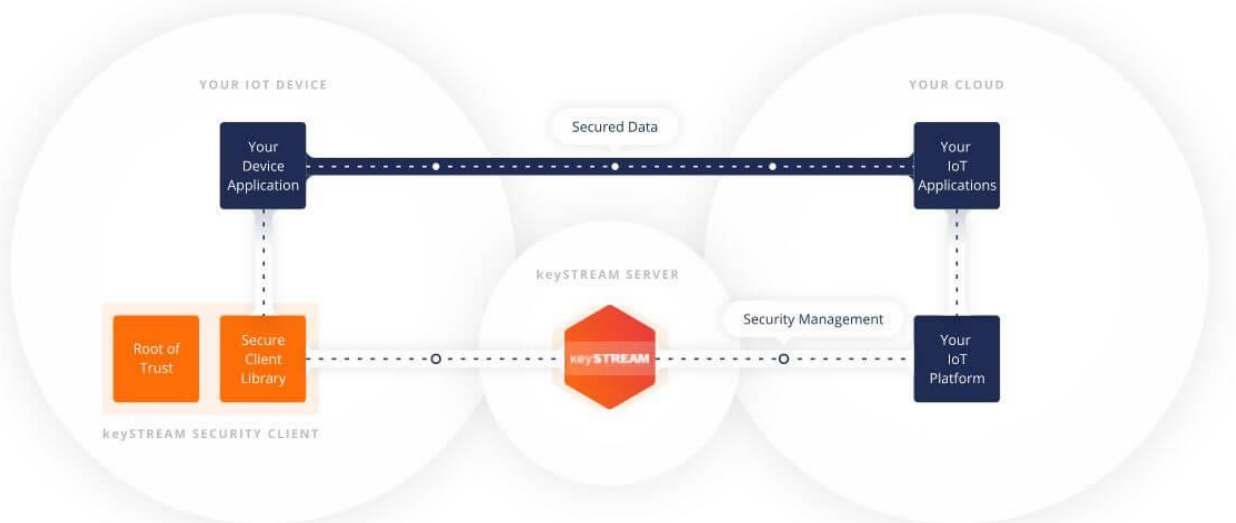 YOUR IOT DEVICE
YOUR CLOUD
Secured Data
Your
Device
Application
Your
IoT
Applications
keySTREAM SERVER
Security Management
Root of
Trust
Secure
Client
Library
keySTREAM
Your
IoT
Platform
keySTREAM SECURITY CLIENT